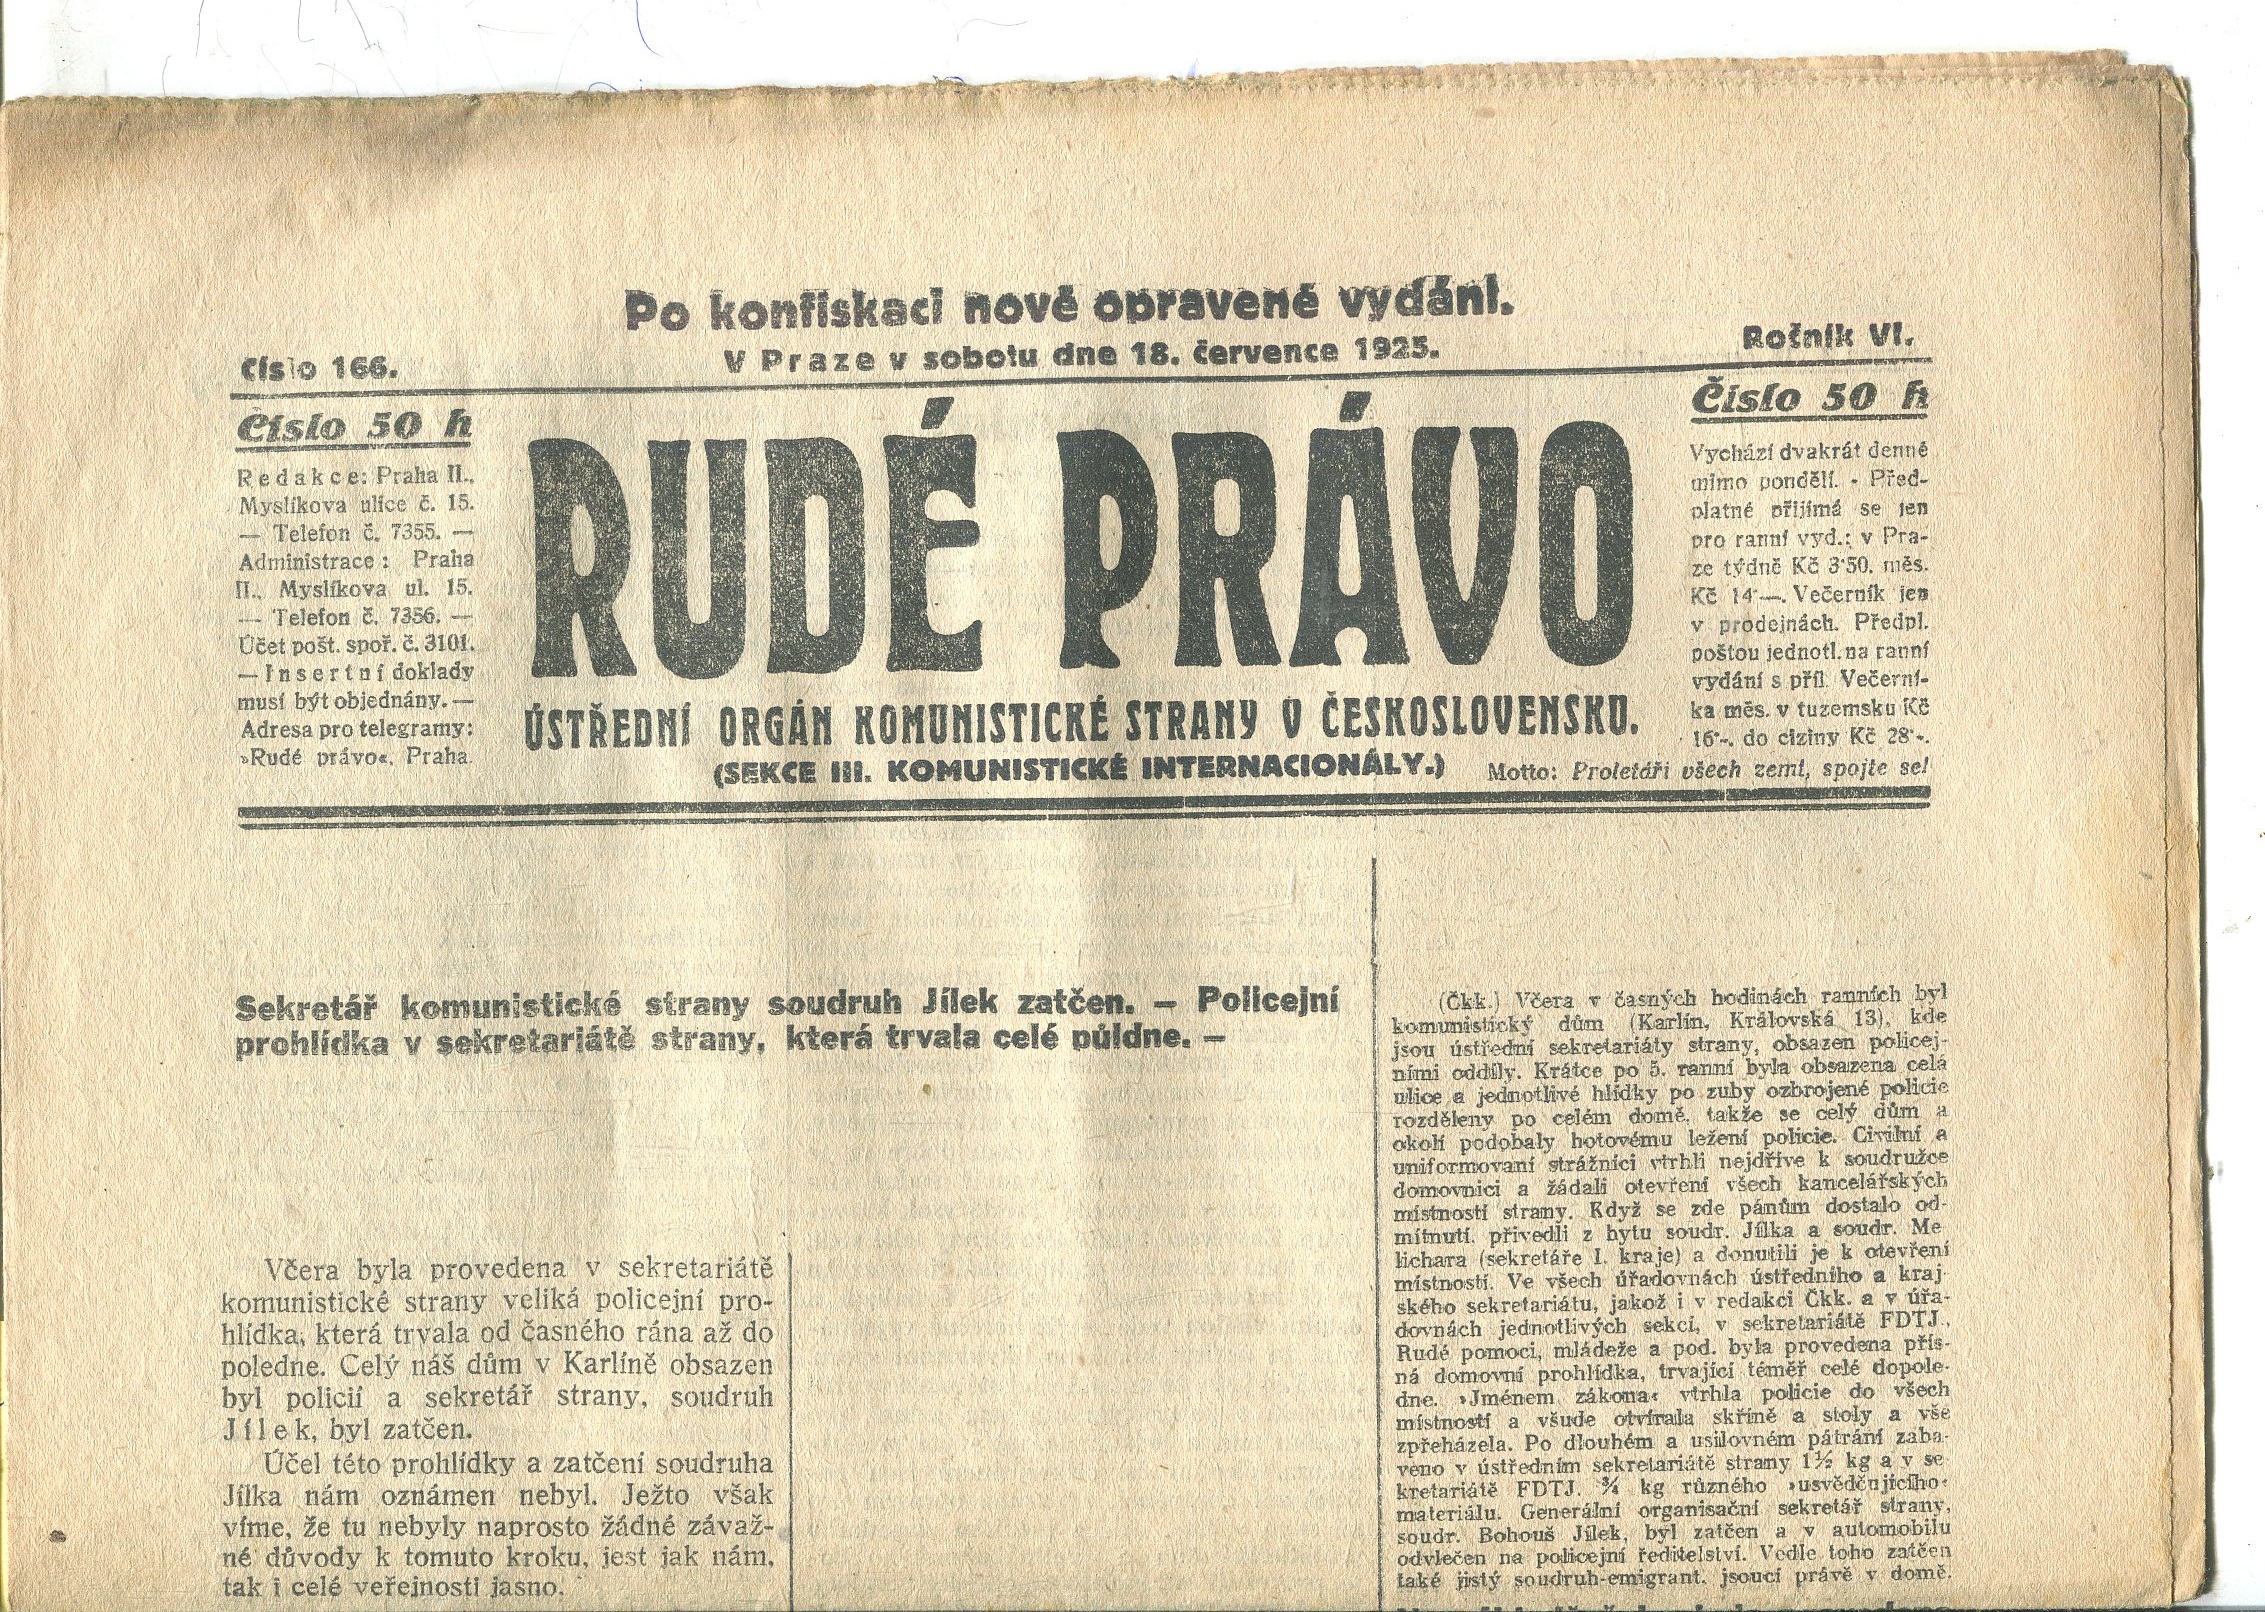 Po konfiskaci nové opravené vydání.
V Praze v sobotu dne 18. července 1925.
Číslo 166.
Ročník VI.
Číslo 50 h
Redakce: Praha II.,
Myslíkova ulice č. 15.
— Telefon č. 7355. —
Administrace: Praha
II., Myslíkova ul. 15.
— Telefon č. 7356. —
Účet pošt. spoř. č. 3101.
— Insertní doklady
musí být objednány. —
Adresa pro telegramy:
»Rudé právo«, Praha.
RUDÉ PRÁVO
ÚSTŘEDNÍ ORGÁN KOMUNISTICKÉ STRANY V ČESKOSLOVENSKU.
(SEKCE III. KOMUNISTICKÉ INTERNACIONÁLY.)
Motto: Proletáři všech zemí, spojte se!
Číslo 50 h
Vychází dvakrát denně
mimo pondělí. - Před-
platné přijímá se jen
pro ranní vyd.: v Pra-
ze týdně Kč 3·50, měs.
Kč 14·—. Večerník jen
v prodejnách. Předpl.
poštou jednotl. na ranní
vydání s příl. Večerní-
ka měs. v tuzemsku Kč
16·-, do ciziny Kč 28·-.
Sekretář komunistické strany soudruh Jílek zatčen. — Policejní
prohlídka v sekretariátě strany, která trvala celé půldne. —
Včera byla provedena v sekretariátě
komunistické strany veliká policejní pro-
hlídka, která trvala od časného rána až do
poledne. Celý náš dům v Karlíně obsazen
byl policií a sekretář strany, soudruh
Jílek, byl zatčen.
Účel této prohlídky a zatčení soudruha
Jílka nám oznámen nebyl. Ježto však
víme, že tu nebyly naprosto žádné závaž-
né důvody k tomuto kroku, jest jak nám,
tak i celé veřejnosti jasno,
(Čkk.) Včera v časných hodinách ranních byl
komunistický dům (Karlín, Královská 13), kde
jsou ústřední sekretariáty strany, obsazen policej-
ními oddíly. Krátce po 5. ranní byla obsazena celá
ulice a jednotlivé hlídky po zuby ozbrojené policie
rozděleny po celém domě, takže se celý dům a
okolí podobaly hotovému ležení policie. Civilní a
uniformovaní strážníci vtrhli nejdříve k soudružce
domovnici a žádali otevření všech kancelářských
místností strany. Když se zde pánům dostalo od-
mítnutí, přivedli z bytu soudr. Jílka a soudr. Me
lichara (sekretáře I. kraje) a donutili je k otevření
místností. Ve všech úřadovnách ústředního a kraj
ského sekretariátu, jakož i v redakci Čkk. a v úřa-
dovnách jednotlivých sekcí, v sekretariátě FDTJ.,
Rudé pomoci, mládeže a pod. byla provedena přís-
ná domovní prohlídka, trvající téměř celé dopole-
dne. »Jménem zákona« vtrhla policie do všech
místností a všude otvírala skříně a stoly a vše
zpřeházela. Po dlouhém a usilovném pátrání zaba-
veno v ústředním sekretariátě strany 1½ kg a v se
kretariátě FDTJ. ¾ kg různého »usvědčujícího«
materiálu. Generální organisační sekretář strany,
soudr. Bohouš Jílek, byl zatčen a v automobilu
odvlečen na policejní ředitelství. Vedle toho zatčen
také jistý soudruh-emigrant, jsoucí právě v domě.